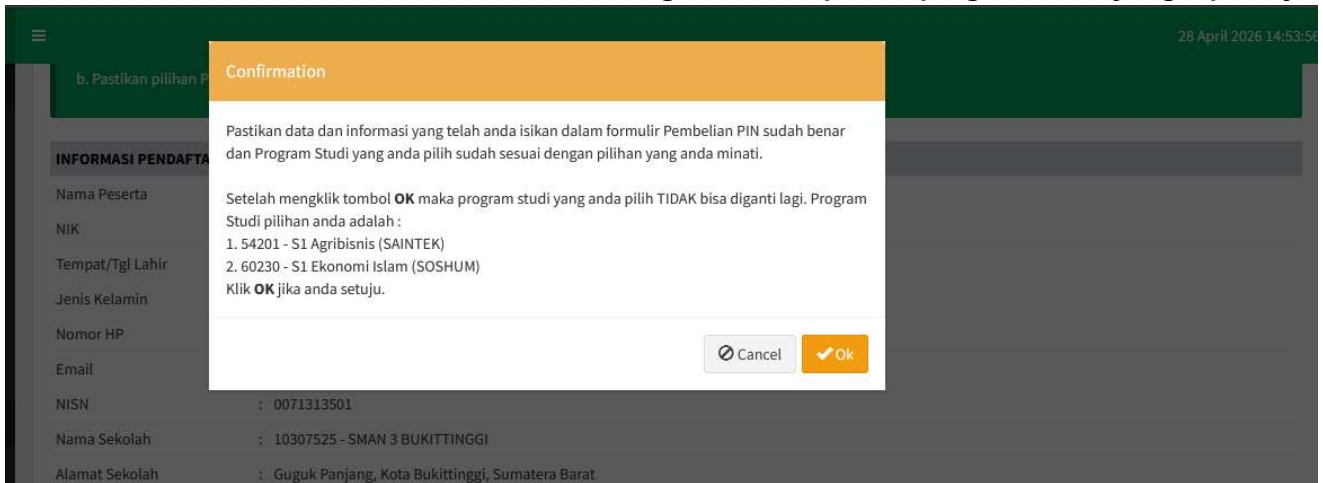 28 April 2026 14:53:56
b. Pastikan pilihan P
Confirmation
Pastikan data dan informasi yang telah anda isikan dalam formulir Pembelian PIN sudah benar
dan Program Studi yang anda pilih sudah sesuai dengan pilihan yang anda minati.
Setelah mengklik tombol OK maka program studi yang anda pilih TIDAK bisa diganti lagi. Program
Studi pilihan anda adalah :
1. 54201 - S1 Agribisnis (SAINTEK)
2. 60230 - S1 Ekonomi Islam (SOSHUM)
Klik OK jika anda setuju.
Cancel Ok
INFORMASI PENDAFTA
Nama Peserta
NIK
Tempat/Tgl Lahir
Jenis Kelamin
Nomor HP
Email
NISN : 0071313501
Nama Sekolah : 10307525 - SMAN 3 BUKITTINGGI
Alamat Sekolah : Guguk Panjang, Kota Bukittinggi, Sumatera Barat